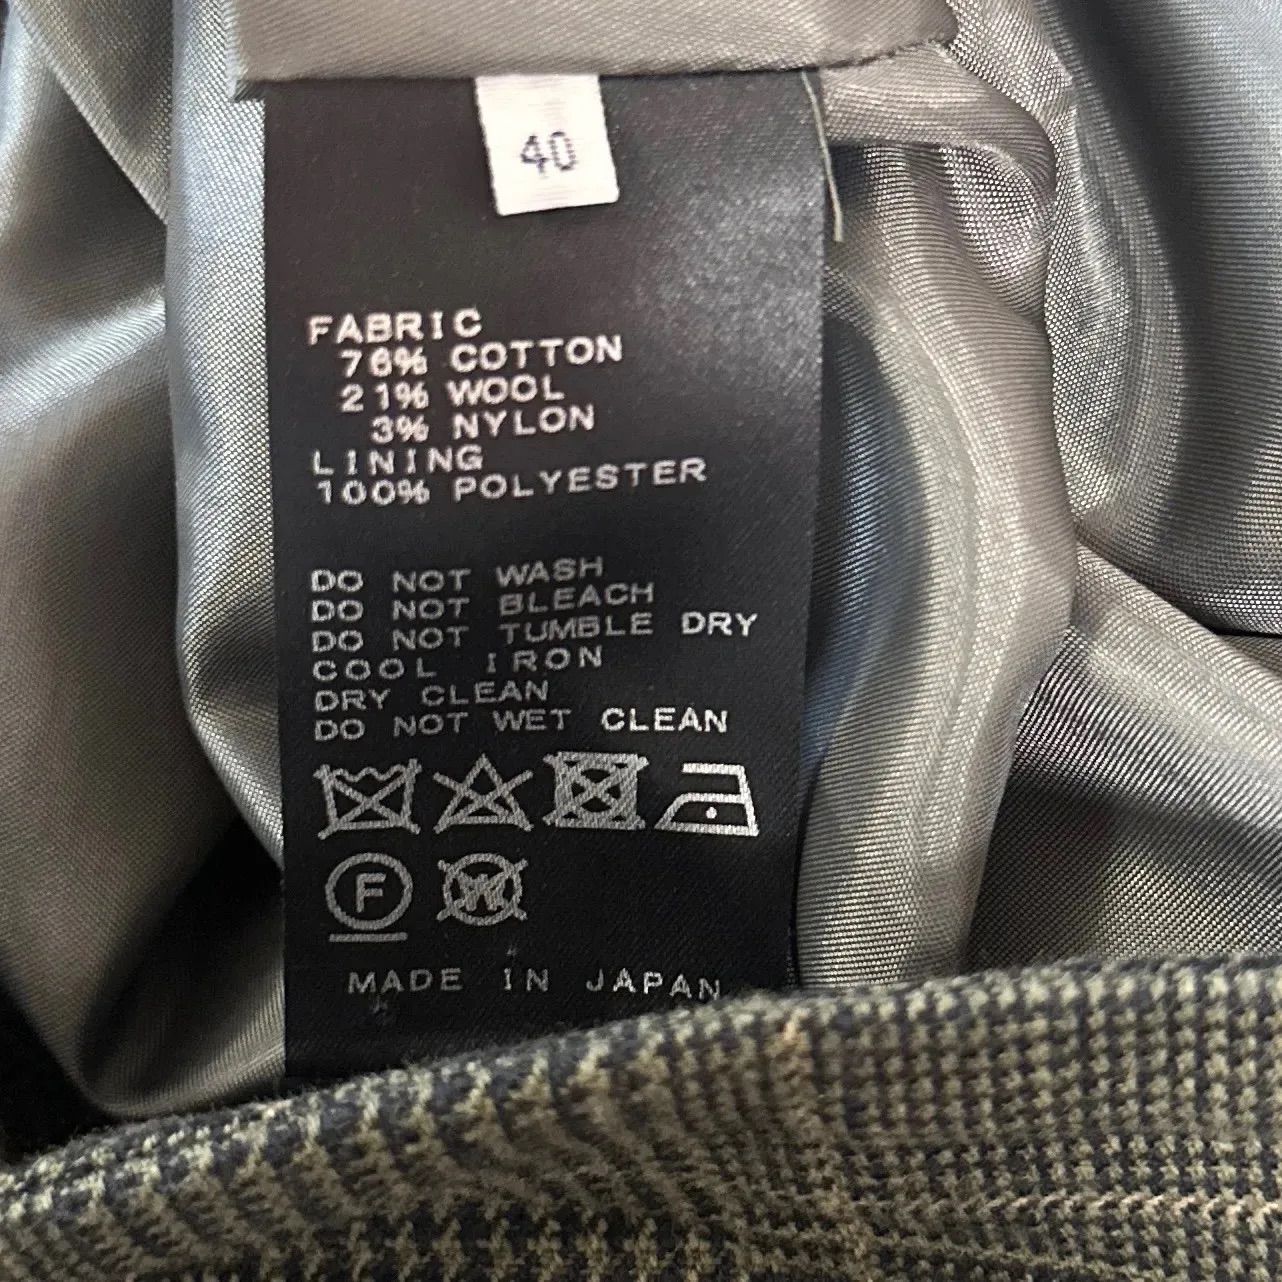 40
FABRIC
76% COTTON
21% WOOL
3% NYLON
LINING
100% POLYESTER
DO NOT WASH
DO NOT BLEACH
DO NOT TUMBLE DRY
COOL IRON
DRY CLEAN
DO NOT WET CLEAN
F W
MADE IN JAPAN